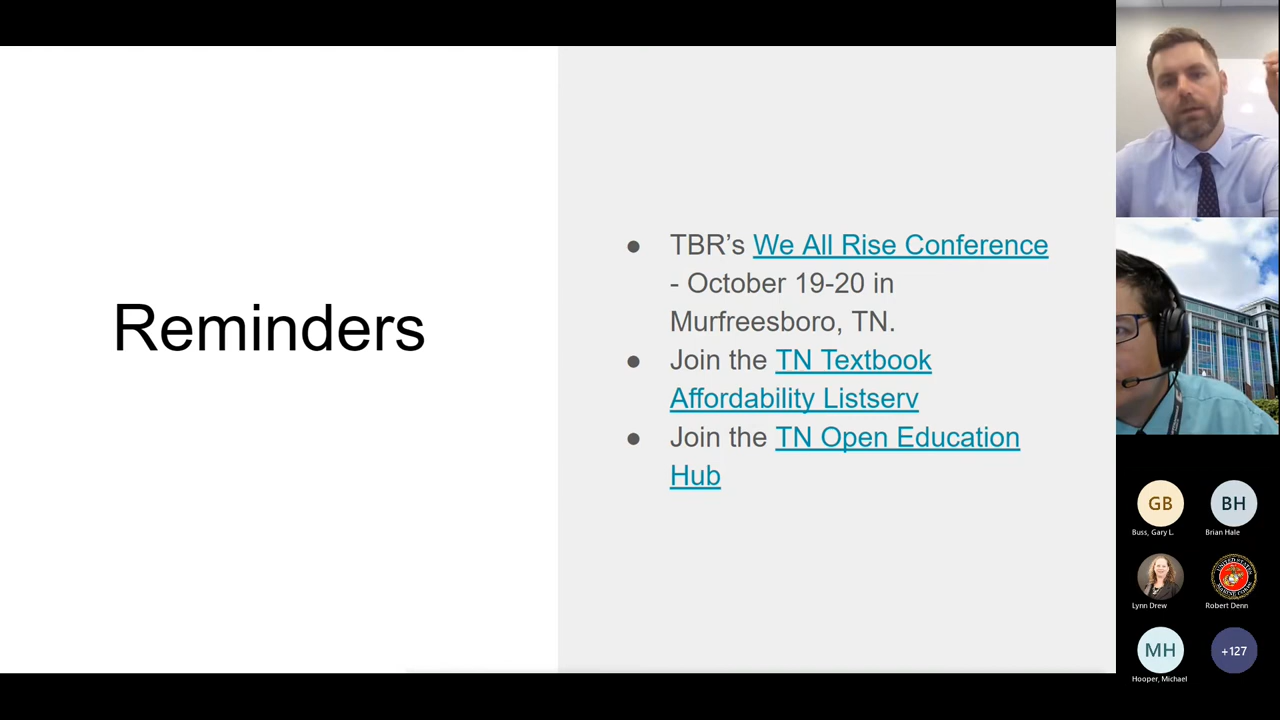 Reminders
● TBR’s We All Rise Conference
- October 19-20 in
Murfreesboro, TN.
● Join the TN Textbook
Affordability Listserv
● Join the TN Open Education
Hub
GB
BH
Buss, Gary L.
Brian Hale
Lynn Drew
Robert Denn
MH
+127
Hooper, Michael